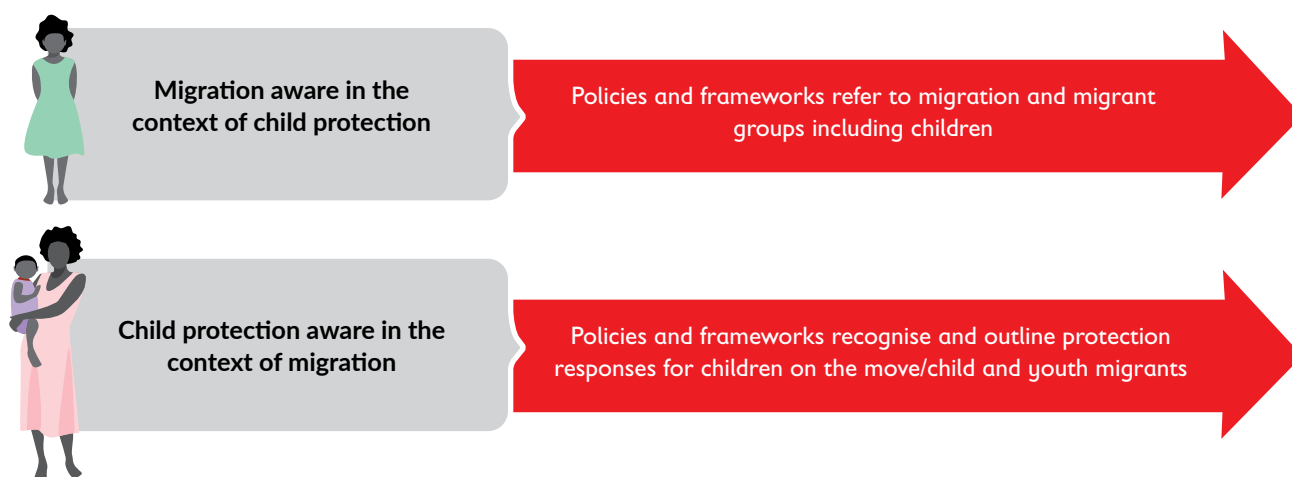 Migration aware in the
context of child protection
Policies and frameworks refer to migration and migrant
groups including children
Child protection aware in the
context of migration
Policies and frameworks recognise and outline protection
responses for children on the move/child and youth migrants